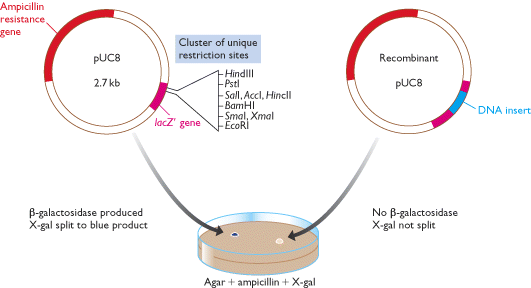 Ampicillin
resistance
gene
pUC8
2.7 kb
Cluster of unique
restriction sites
HindIII
PstI
SalI, AccI, HincII
BamHI
SmaI, XmaI
EcoRI
lacZ' gene
Recombinant
pUC8
DNA insert
β-galactosidase produced
X-gal split to blue product
No β-galactosidase
X-gal not split
Agar + ampicillin + X-gal